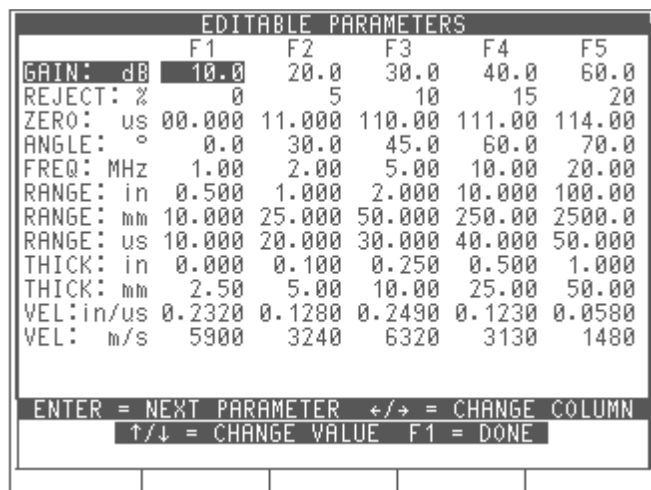 EDITABLE PARAMETERS
F1 F2 F3 F4 F5
GAIN: dB 10.0 20.0 30.0 40.0 60.0
REJECT: % 0 5 10 15 20
ZERO: us 00.000 11.000 110.00 111.00 114.00
ANGLE: ° 0.0 30.0 45.0 60.0 70.0
FREQ: MHz 1.00 2.00 5.00 10.00 20.00
RANGE: in 0.500 1.000 2.000 10.000 100.00
RANGE: mm 10.000 25.000 50.000 250.00 2500.0
RANGE: us 10.000 20.000 30.000 40.000 50.000
THICK: in 0.000 0.100 0.250 0.500 1.000
THICK: mm 2.50 5.00 10.00 25.00 50.00
VEL:in/us 0.2320 0.1280 0.2490 0.1230 0.0580
VEL: m/s 5900 3240 6320 3130 1480
ENTER = NEXT PARAMETER ←/→ = CHANGE COLUMN
↑/↓ = CHANGE VALUE F1 = DONE